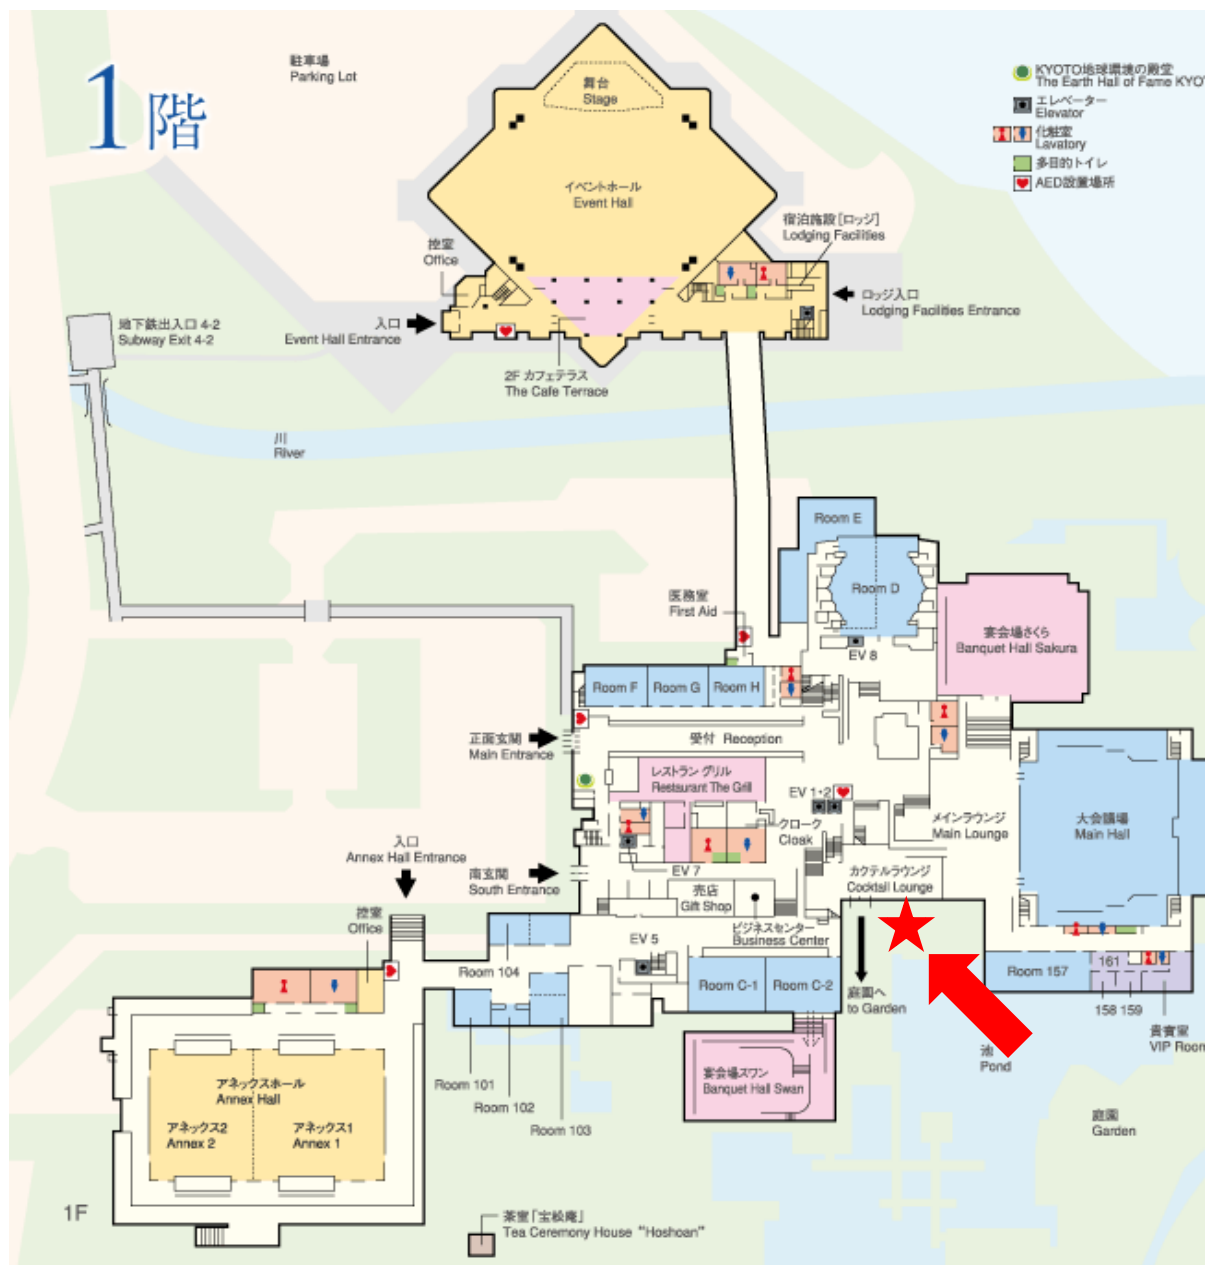 1階
駐車場
Parking Lot
KYOTO地球環境の殿堂
The Earth Hall of Fame KYOT
エレベーター
Elevator
化粧室
Lavatory
多目的トイレ
AED設置場所
舞台
Stage
イベントホール
Event Hall
宿泊施設[ロッジ]
Lodging Facilities
控室
Office
ロッジ入口
Lodging Facilities Entrance
入口
Event Hall Entrance
地下鉄出入口 4-2
Subway Exit 4-2
2F カフェテラス
The Cafe Terrace
川
River
Room E
Room D
医務室
First Aid
EV 8
宴会場さくら
Banquet Hall Sakura
Room F
Room G
Room H
正面玄関
Main Entrance
受付 Reception
レストラン グリル
Restaurant The Grill
EV 1・2
クローク
Cloak
メインラウンジ
Main Lounge
大会議場
Main Hall
入口
Annex Hall Entrance
南玄関
South Entrance
EV 7
カクテルラウンジ
Cocktail Lounge
売店
Gift Shop
控室
Office
ビジネスセンター
Business Center
EV 5
Room 104
Room C-1
Room C-2
庭園へ
to Garden
Room 157
161
158 159
貴賓室
VIP Room
池
Pond
宴会場スワン
Banquet Hall Swan
Room 101
Room 102
Room 103
アネックスホール
Annex Hall
アネックス2
Annex 2
アネックス1
Annex 1
庭園
Garden
1F
茶室「宝松庵」
Tea Ceremony House "Hoshoan"